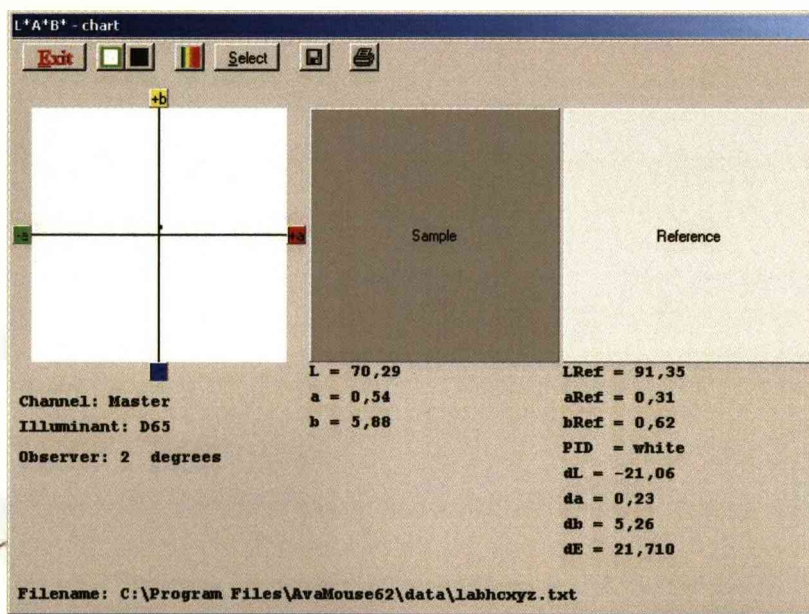 L*A*B* - chart
Exit
Select
+b
-a
+a
Sample
Reference
L = 70,29
a = 0,54
b = 5,88
Channel: Master
Illuminant: D65
Observer: 2 degrees
LRef = 91,35
aRef = 0,31
bRef = 0,62
PID = white
dL = -21,06
da = 0,23
db = 5,26
dE = 21,710
Filename: C:\Program Files\AvaMouse62\data\labhcxyz.txt